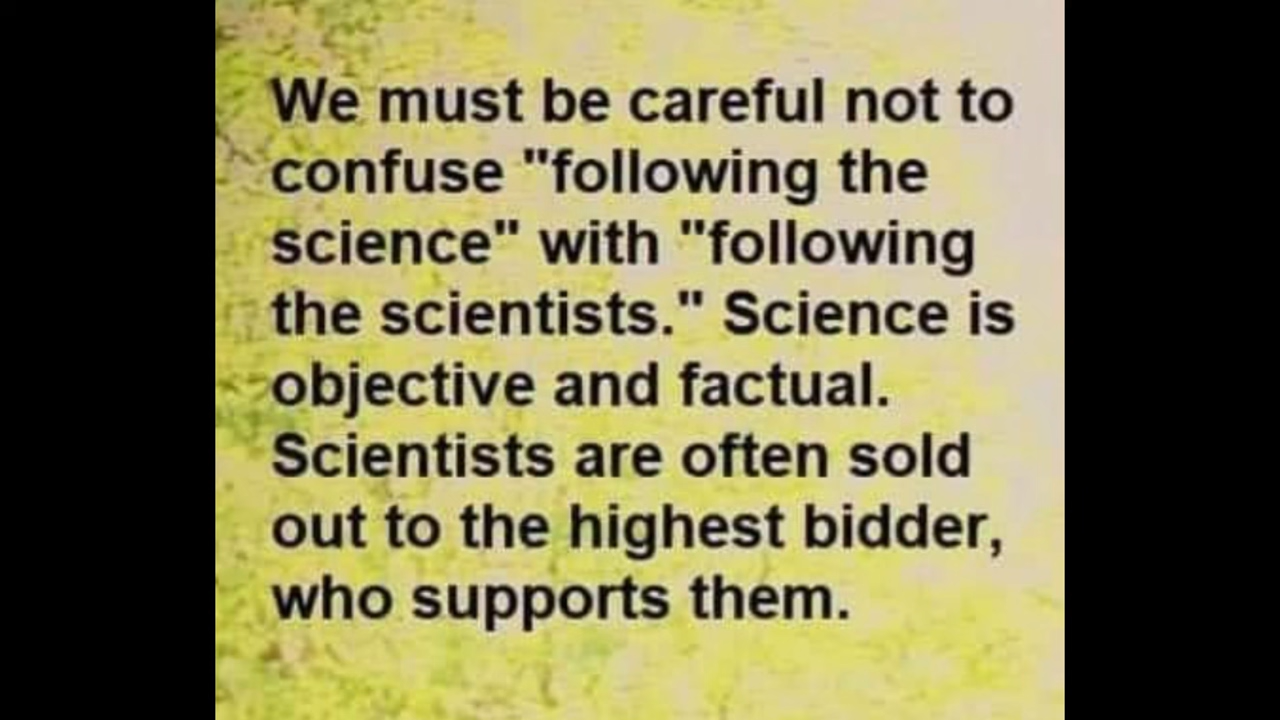 We must be careful not to
confuse "following the
science" with "following
the scientists." Science is
objective and factual.
Scientists are often sold
out to the highest bidder,
who supports them.